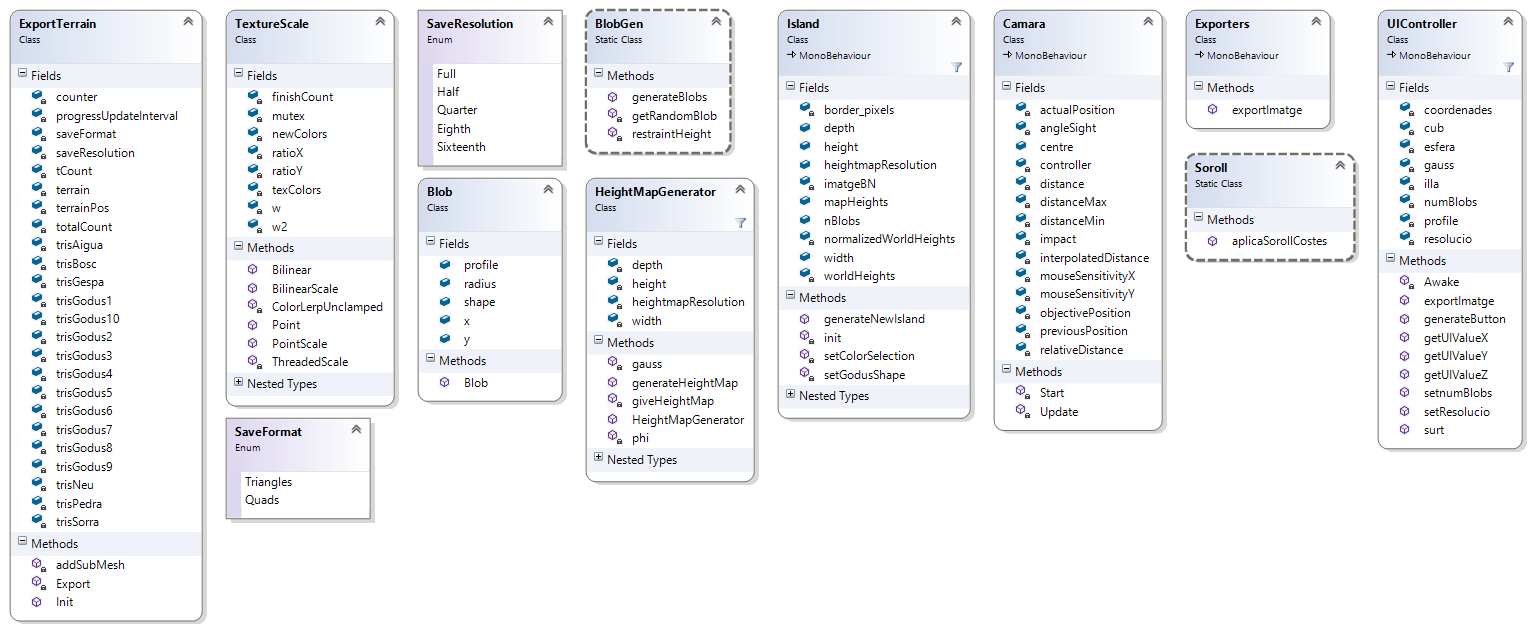 ExportTerrain
Class
Fields
counter
progressUpdateInterval
saveFormat
saveResolution
tCount
terrain
terrainPos
totalCount
trisAigua
trisBosc
trisGespa
trisGodus1
trisGodus10
trisGodus2
trisGodus3
trisGodus4
trisGodus5
trisGodus6
trisGodus7
trisGodus8
trisGodus9
trisNeu
trisPedra
trisSorra
Methods
addSubMesh
Export
Init
TextureScale
Class
Fields
finishCount
mutex
newColors
ratioX
ratioY
texColors
w
w2
Methods
Bilinear
BilinearScale
ColorLerpUnclamped
Point
PointScale
ThreadedScale
Nested Types
SaveFormat
Enum
Triangles
Quads
SaveResolution
Enum
Full
Half
Quarter
Eighth
Sixteenth
Blob
Class
Fields
profile
radius
shape
x
y
Methods
Blob
BlobGen
Static Class
Methods
generateBlobs
getRandomBlob
restraintHeight
HeightMapGenerator
Class
Fields
depth
height
heightmapResolution
width
Methods
gauss
generateHeightMap
giveHeightMap
HeightMapGenerator
phi
Nested Types
Island
Class
MonoBehaviour
Fields
border_pixels
depth
height
heightmapResolution
imatgeBN
mapHeights
nBlobs
normalizedWorldHeights
width
worldHeights
Methods
generateNewIsland
init
setColorSelection
setGodusShape
Nested Types
Camara
Class
MonoBehaviour
Fields
actualPosition
angleSight
centre
controller
distance
distanceMax
distanceMin
impact
interpolatedDistance
mouseSensitivityX
mouseSensitivityY
objectivePosition
previousPosition
relativeDistance
Methods
Start
Update
Exporters
Class
MonoBehaviour
Methods
exportImatge
Soroll
Static Class
Methods
aplicaSorollCostes
UIController
Class
MonoBehaviour
Fields
coordenades
cub
esfera
gauss
illa
numBlobs
profile
resolucio
Methods
Awake
exportImatge
generateButton
getUIValueX
getUIValueY
getUIValueZ
setnumBlobs
setResolucio
surt